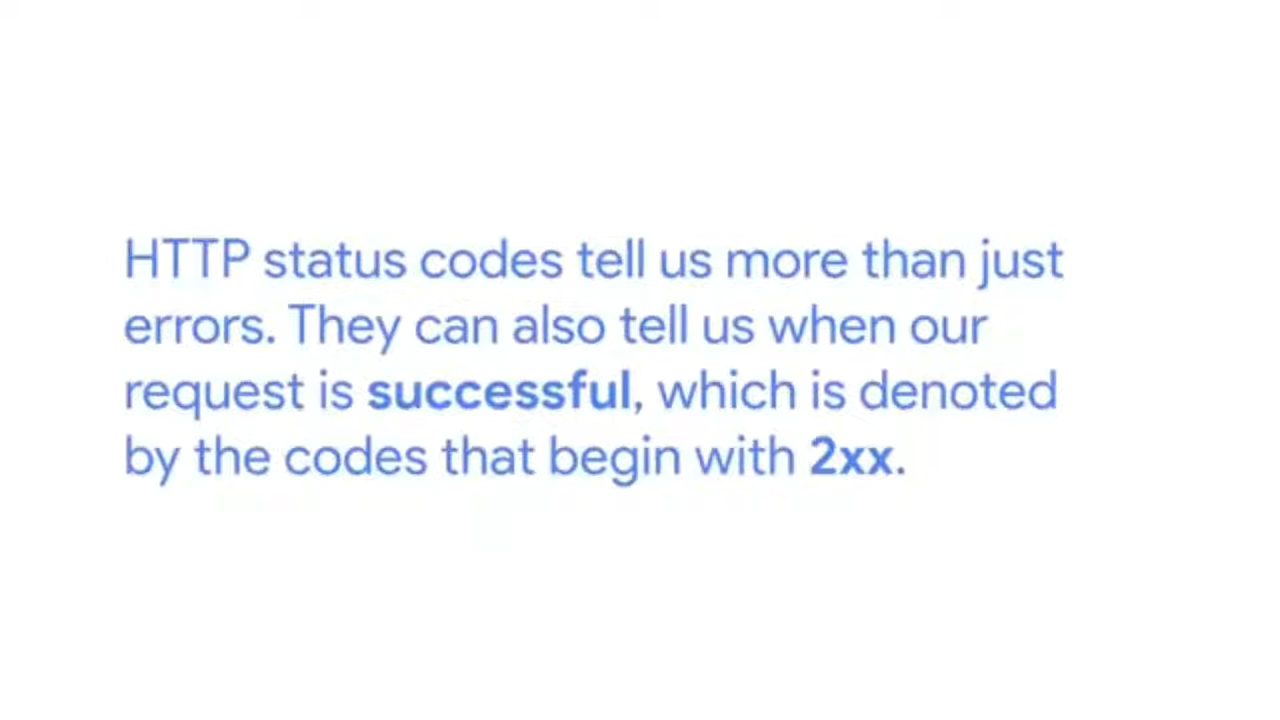 HTTP status codes tell us more than just
errors. They can also tell us when our
request is successful, which is denoted
by the codes that begin with 2xx.